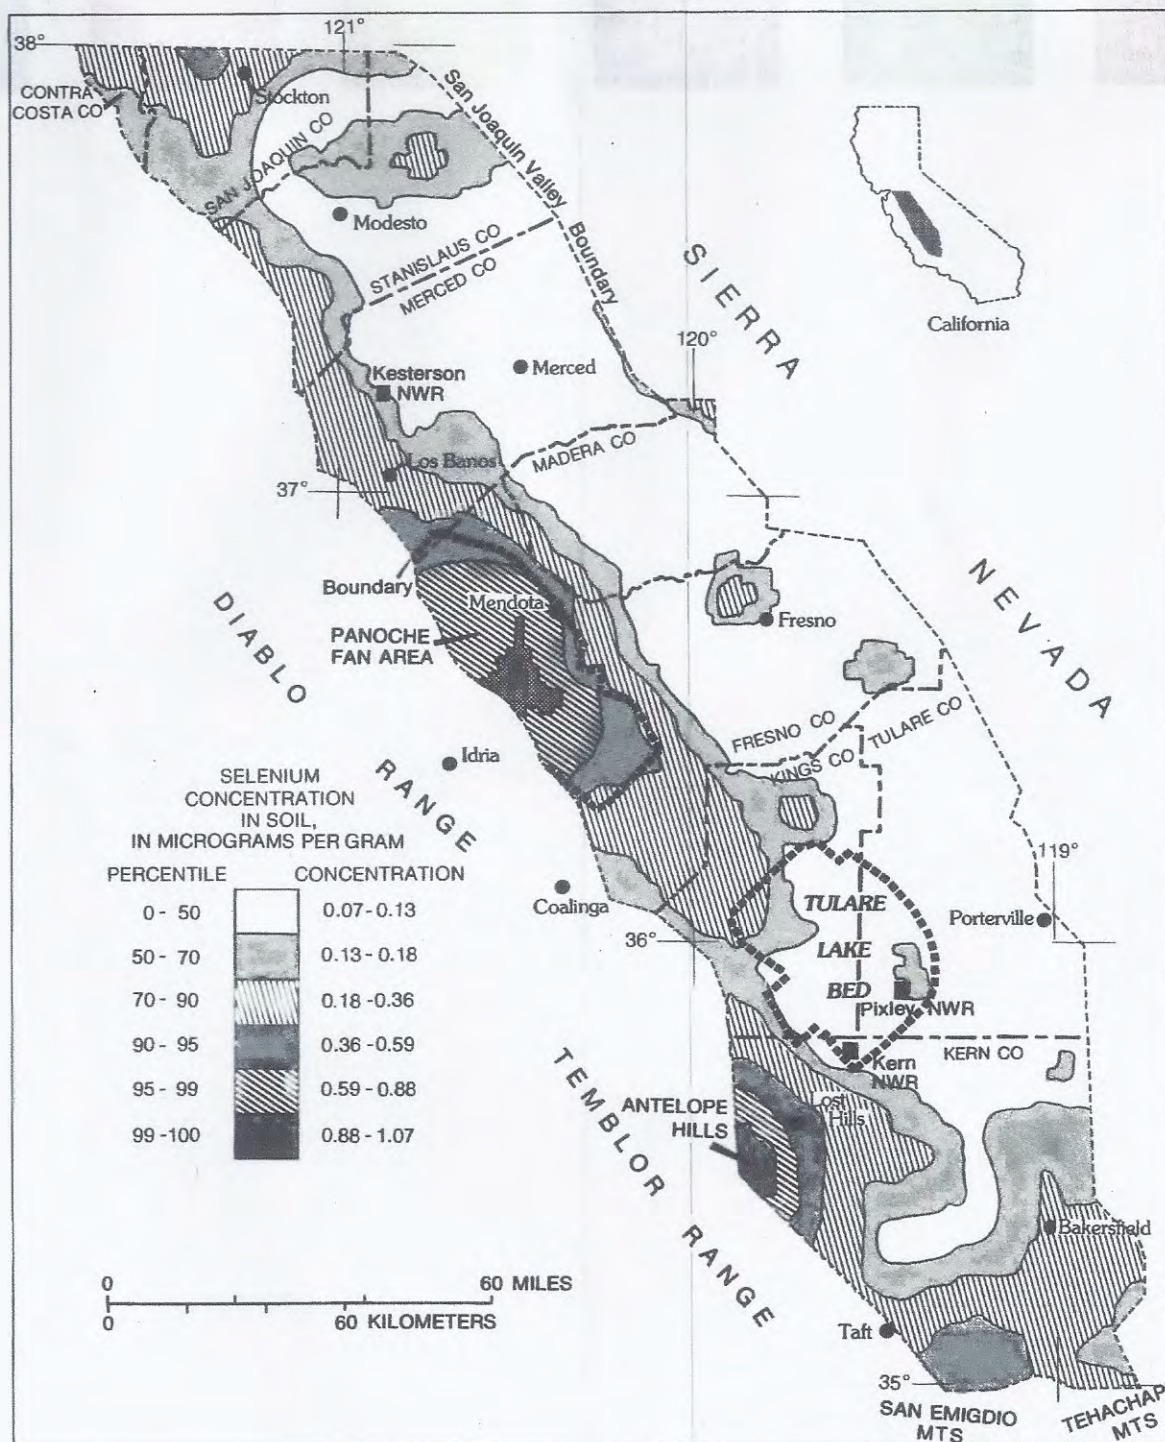 38°
121°
CONTRA
COSTA CO
Stockton
SAN JOAQUIN CO
San Joaquin Valley Boundary
Modesto
STANISLAUS CO
MERCED CO
SIERRA
California
120°
Kesterson
NWR
Merced
MADERA CO
Los Banos
37°
Boundary
Mendota
PANOCHE
FAN AREA
Fresno
NEVADA
DIABLO
RANGE
Idria
FRESNO CO
TULARE CO
KINGS CO
SELENIUM
CONCENTRATION
IN SOIL,
IN MICROGRAMS PER GRAM
PERCENTILE CONCENTRATION
0 - 50 0.07 - 0.13
50 - 70 0.13 - 0.18
70 - 90 0.18 - 0.36
90 - 95 0.36 - 0.59
95 - 99 0.59 - 0.88
99 - 100 0.88 - 1.07
Coalinga
119°
Porterville
36°
TULARE
LAKE
BED
Pixley NWR
KERN CO
Kern
NWR
Lost
Hills
ANTELOPE
HILLS
TEMBLOR RANGE
Bakersfield
0 60 MILES
0 60 KILOMETERS
Taft
35°
SAN EMIGDIO
MTS
TEHACHAP
MTS